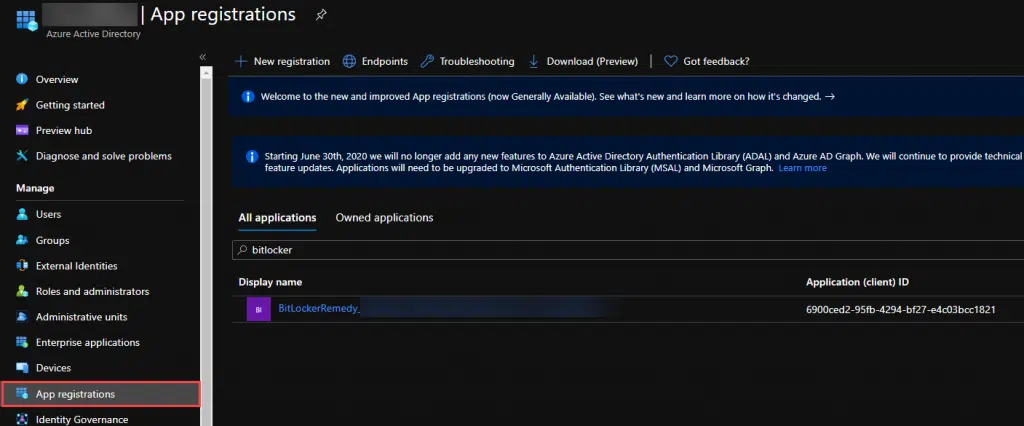 | App registrations
Azure Active Directory
«
Overview
Getting started
Preview hub
Diagnose and solve problems
Manage
Users
Groups
External Identities
Roles and administrators
Administrative units
Enterprise applications
Devices
App registrations
Identity Governance
New registration Endpoints Troubleshooting Download (Preview) Got feedback?
Welcome to the new and improved App registrations (now Generally Available). See what's new and learn more on how it's changed. →
Starting June 30th, 2020 we will no longer add any new features to Azure Active Directory Authentication Library (ADAL) and Azure AD Graph. We will continue to provide technical
feature updates. Applications will need to be upgraded to Microsoft Authentication Library (MSAL) and Microsoft Graph. Learn more
All applications Owned applications
bitlocker
Display name Application (client) ID
BI BitLockerRemedy_ 6900ced2-95fb-4294-bf27-e4c03bcc1821